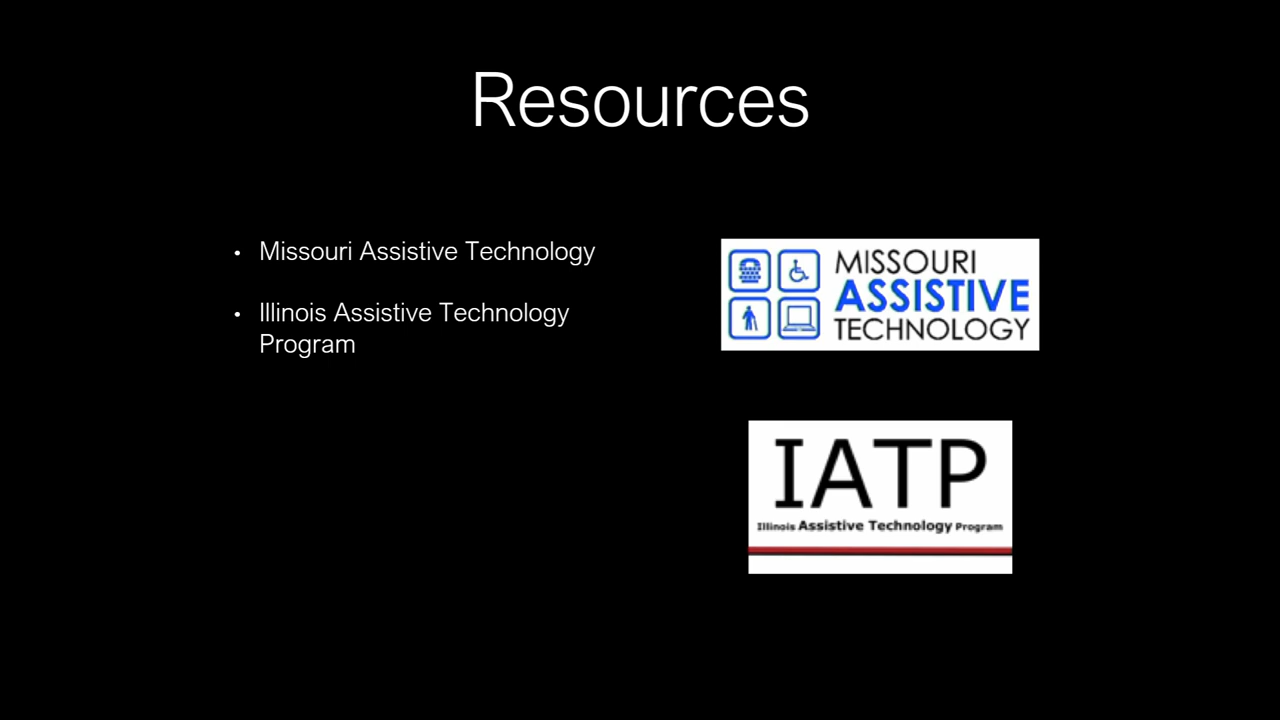 Resources
• Missouri Assistive Technology
• Illinois Assistive Technology
Program
MISSOURI
ASSISTIVE
TECHNOLOGY
IATP
Illinois Assistive Technology Program